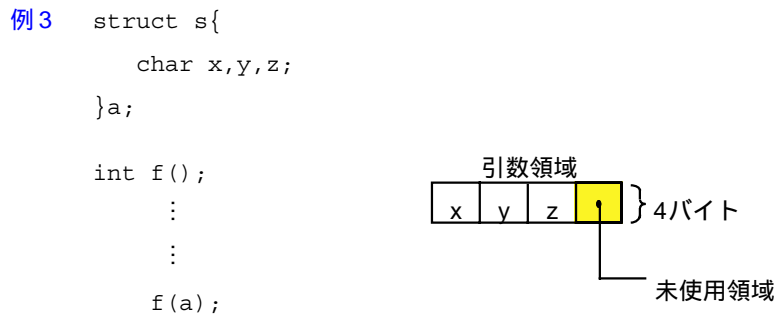 例3 struct s{
char x,y,z;
}a;
int f();
⋮
⋮
f(a);
引数領域
x y z
4バイト
未使用領域